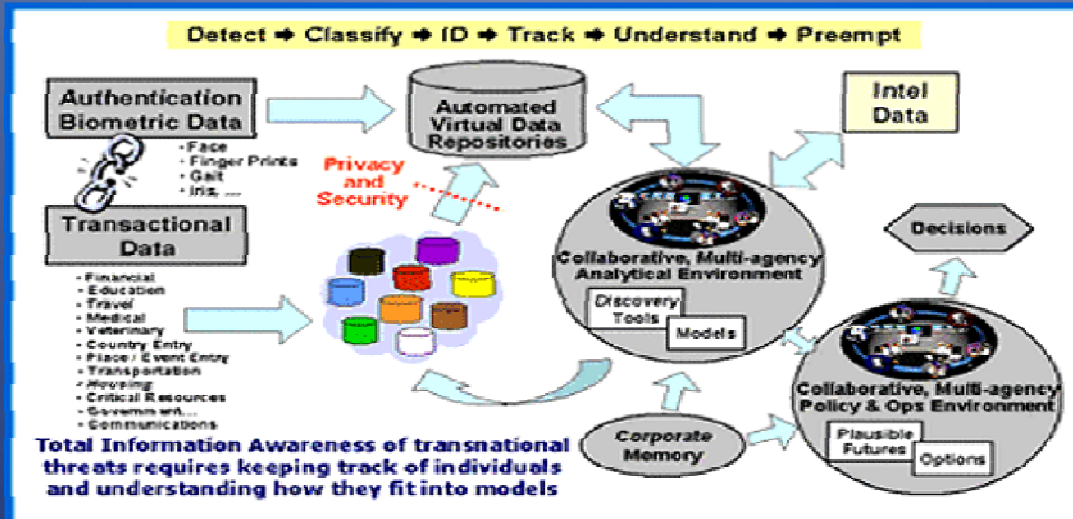 Detect ➔ Classify ➔ ID ➔ Track ➔ Understand ➔ Preempt
Authentication
Biometric Data
• Face
• Finger Prints
• Gait
• Iris, ...
Transactional
Data
• Financial
• Education
• Travel
• Medical
• Veterinary
• Country Entry
• Place / Event Entry
• Transportation
• Housing
• Critical Resources
• Government...
• Communications
Automated
Virtual Data
Repositories
Privacy
and
Security
Intel
Data
Collaborative, Multi-agency
Analytical Environment
Discovery
Tools
Models
Decisions
Collaborative, Multi-agency
Policy & Ops Environment
Plausible
Futures
Options
Corporate
Memory
Total Information Awareness of transnational
threats requires keeping track of individuals
and understanding how they fit into models